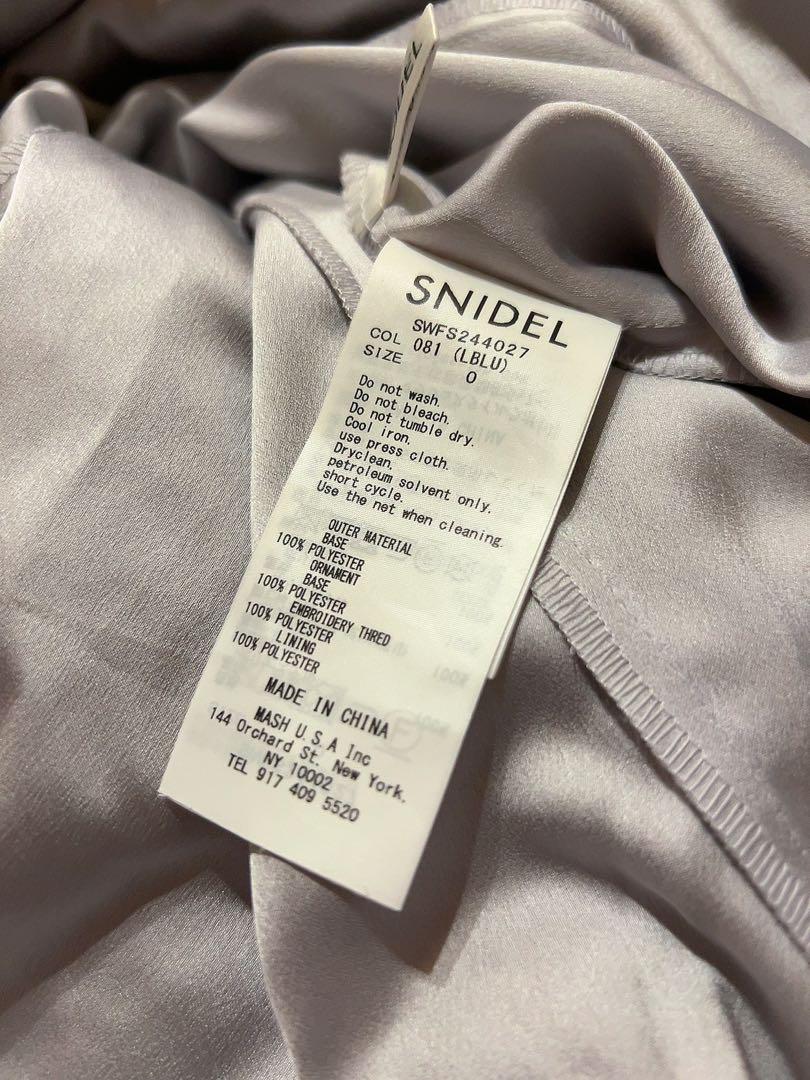 SNIDEL
SWFS244027
COL 081 (LBLU)
SIZE 0
Do not wash.
Do not bleach.
Do not tumble dry.
Cool iron.
use press cloth.
Dryclean.
petroleum solvent only.
short cycle.
Use the net when cleaning.
OUTER MATERIAL
BASE
100% POLYESTER
ORNAMENT
BASE
100% POLYESTER
EMBROIDERY THRED
100% POLYESTER
LINING
100% POLYESTER
MADE IN CHINA
MASH U.S.A Inc
144 Orchard St. New York.
NY 10002
TEL 917 409 5520